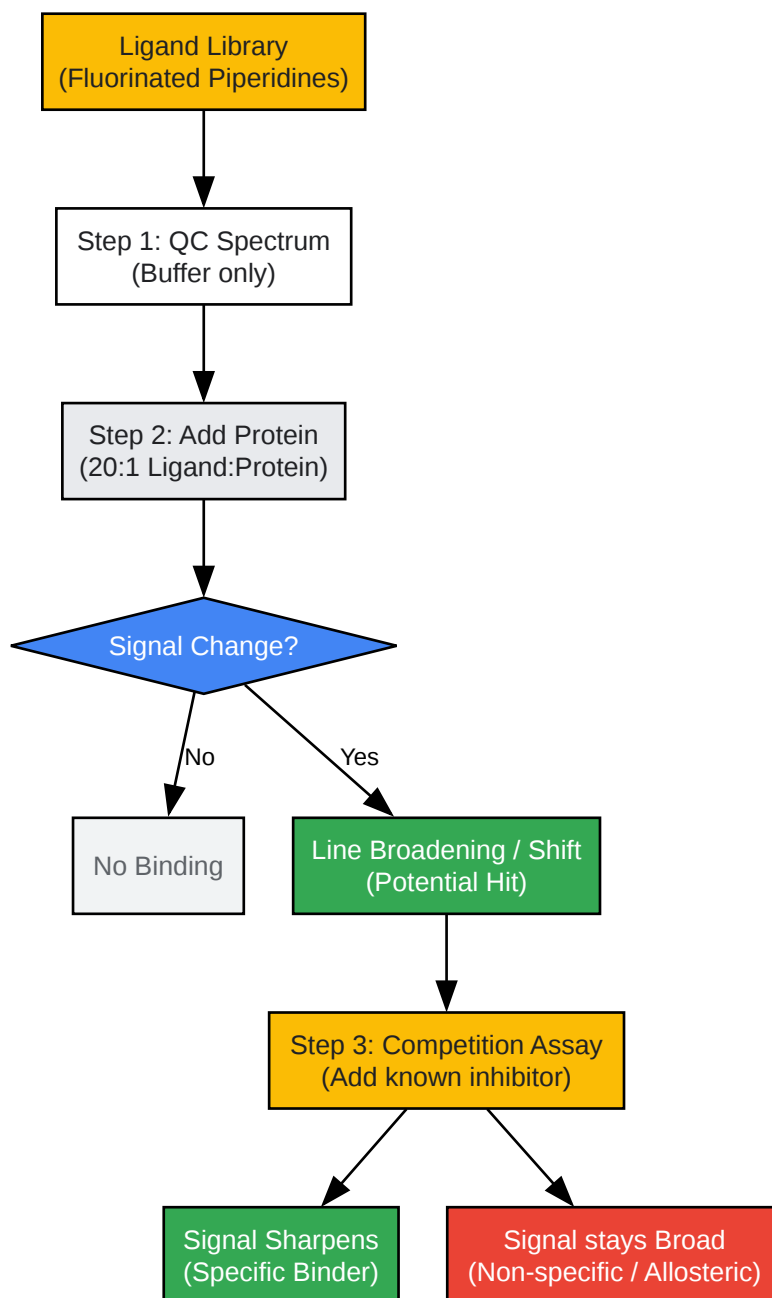 Ligand Library
(Fluorinated Piperidines)
Step 1: QC Spectrum
(Buffer only)
Step 2: Add Protein
(20:1 Ligand:Protein)
Signal Change?
No
Yes
No Binding
Line Broadening / Shift
(Potential Hit)
Step 3: Competition Assay
(Add known inhibitor)
Signal Sharpens
(Specific Binder)
Signal stays Broad
(Non-specific / Allosteric)